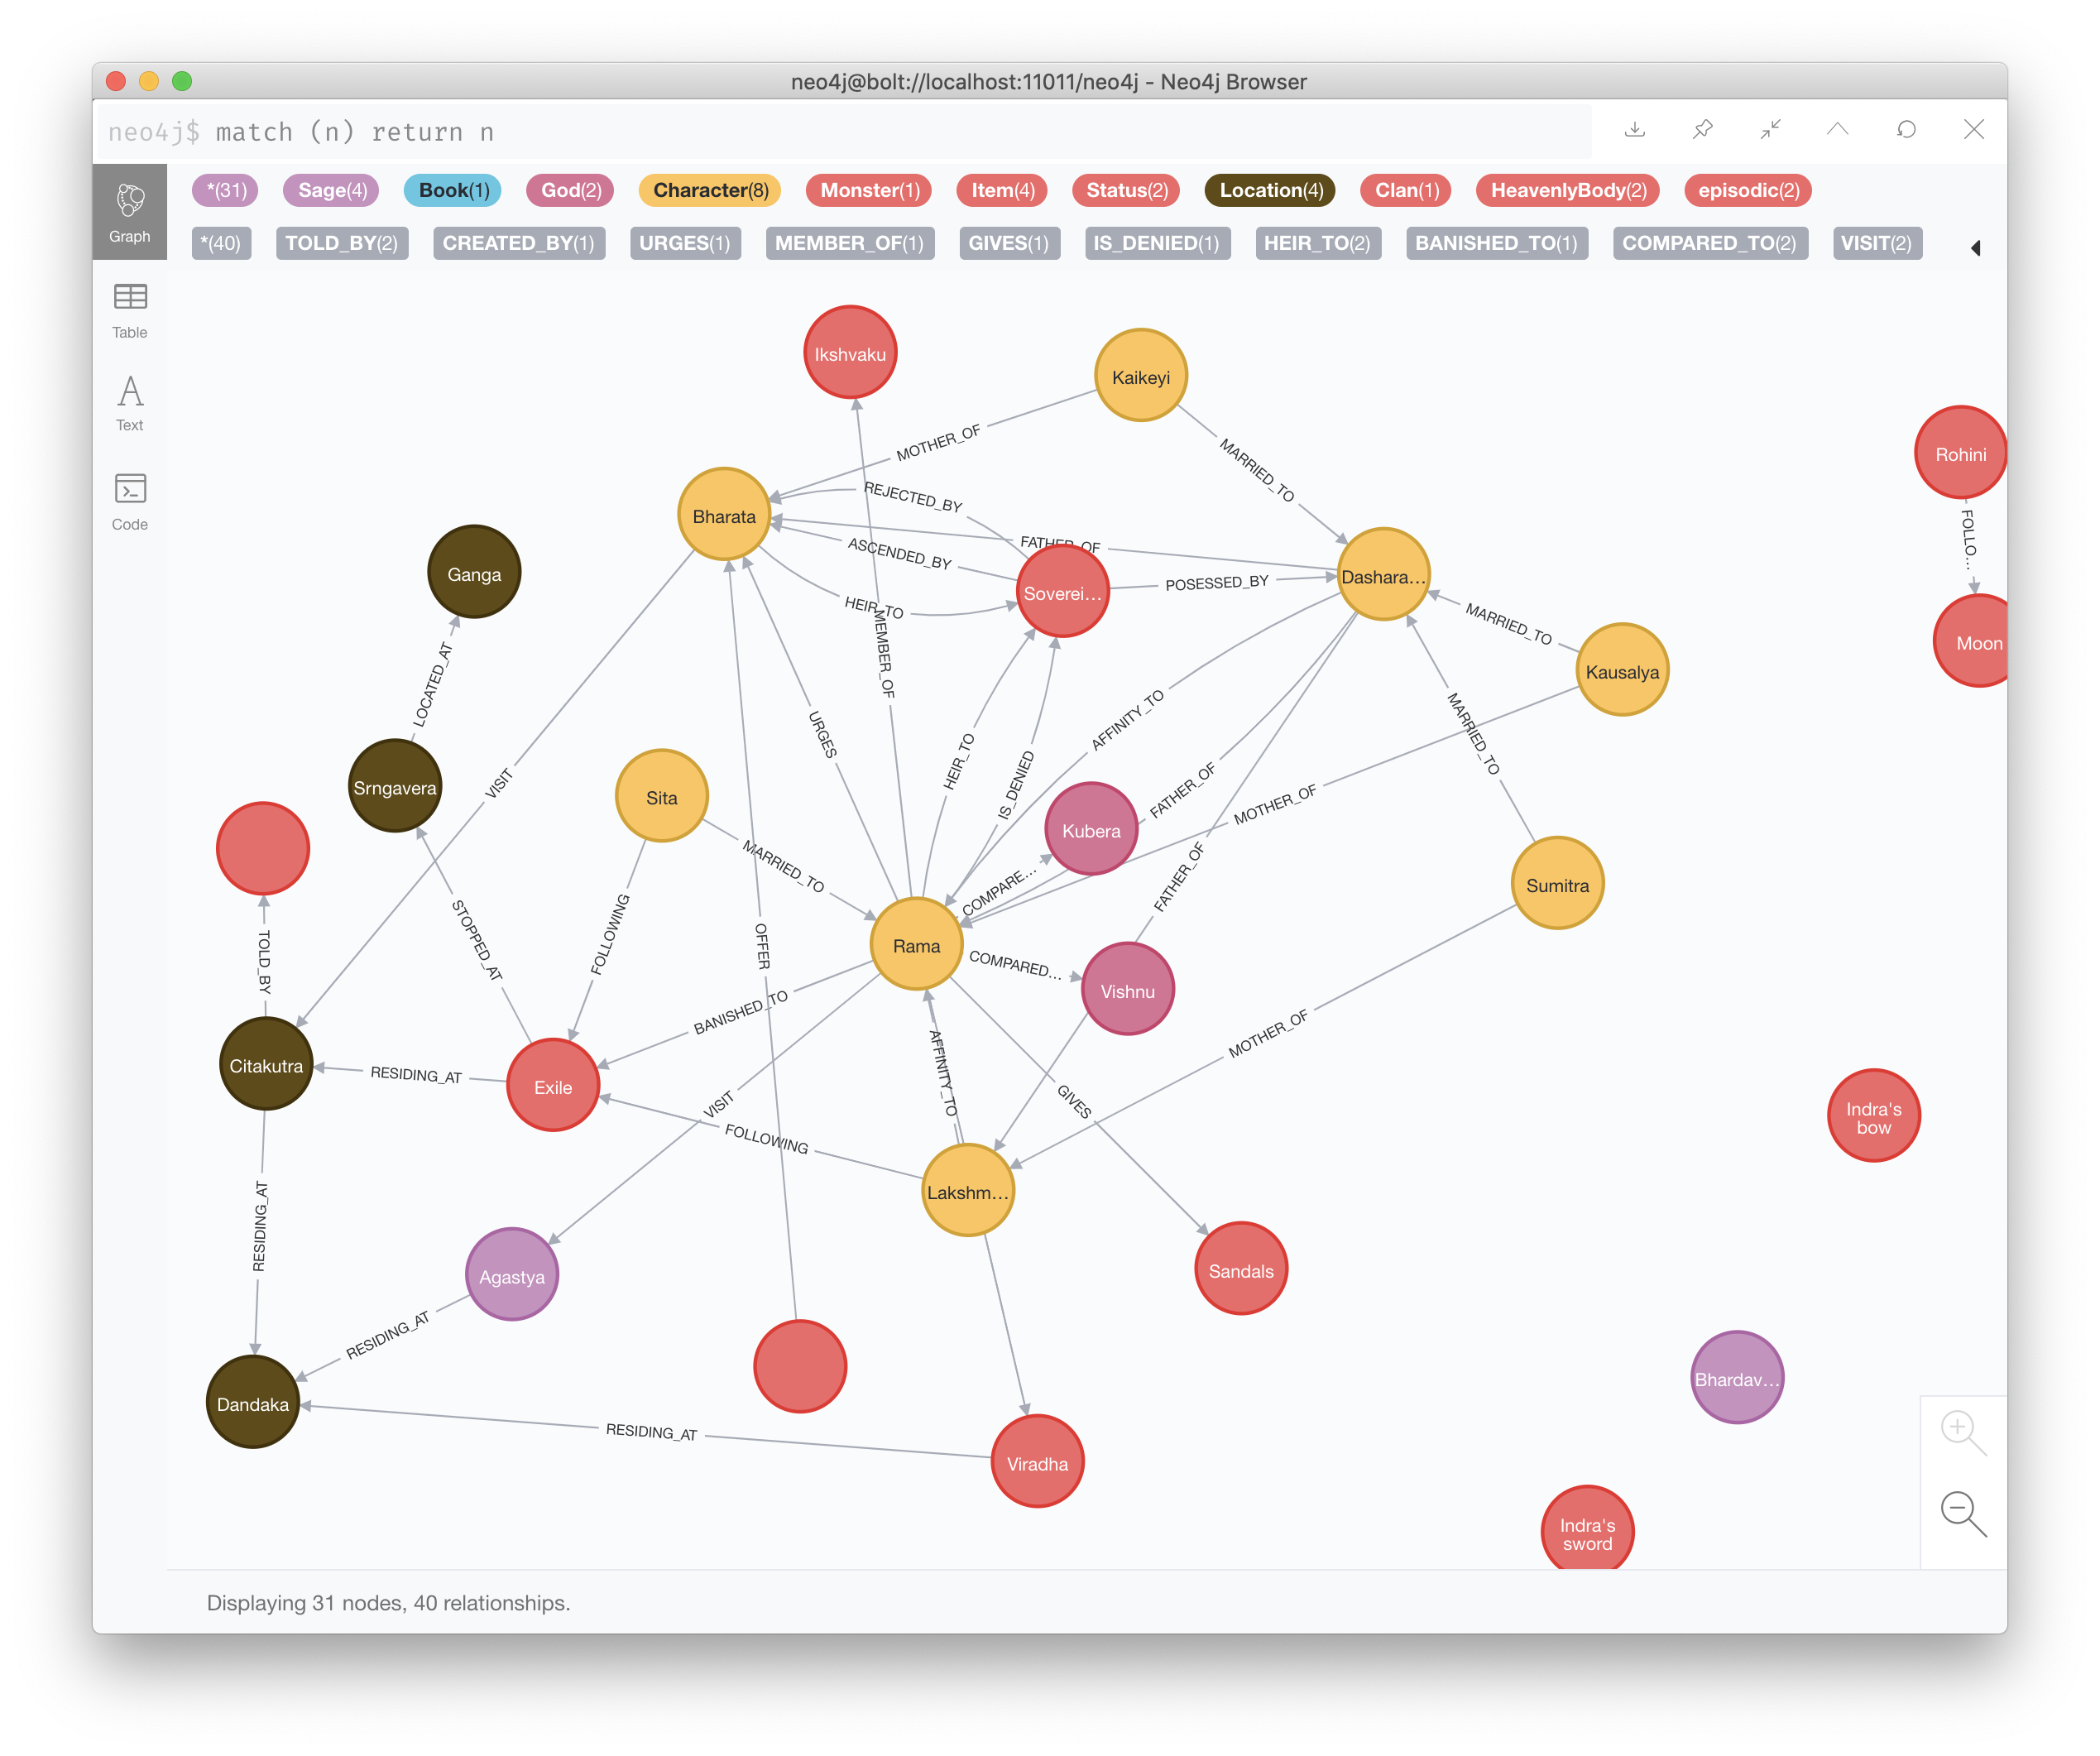 neo4j@bolt://localhost:11011/neo4j - Neo4j Browser
neo4j$ match (n) return n
*(31) Sage(4) Book(1) God(2) Character(8) Monster(1) Item(4) Status(2) Location(4) Clan(1) HeavenlyBody(2) episodic(2)
*(40) TOLD_BY(2) CREATED_BY(1) URGES(1) MEMBER_OF(1) GIVES(1) IS_DENIED(1) HEIR_TO(2) BANISHED_TO(1) COMPARED_TO(2) VISIT(2)
Graph
Table
Text
Code
Ikshvaku
Kaikeyi
MOTHER_OF
MARRIED_TO
Rohini
REJECTED_BY
Bharata
FATHER_OF
ASCENDED_BY
FOLLO...
Ganga
Soverei...
POSESSED_BY
Dashara...
HEIR_TO
MARRIED_TO
Moon
MEMBER_OF
Kausalya
LOCATED_AT
URGES
AFFINITY_TO
MARRIED_TO
VISIT
HEIR_TO
IS_DENIED
Srngavera
Sita
FATHER_OF
MOTHER_OF
Kubera
MARRIED_TO
COMPARE...
FATHER_OF
Sumitra
STOPPED_AT
FOLLOWING
OFFER
Rama
TOLD_BY
COMPARED...
Vishnu
BANISHED_TO
MOTHER_OF
Citakutra
RESIDING_AT
Exile
AFFINITY_TO
VISIT
GIVES
Indra's
bow
FOLLOWING
Lakshm...
RESIDING_AT
Agastya
Sandals
RESIDING_AT
Bhardav...
Dandaka
RESIDING_AT
Viradha
Indra's
sword
Displaying 31 nodes, 40 relationships.